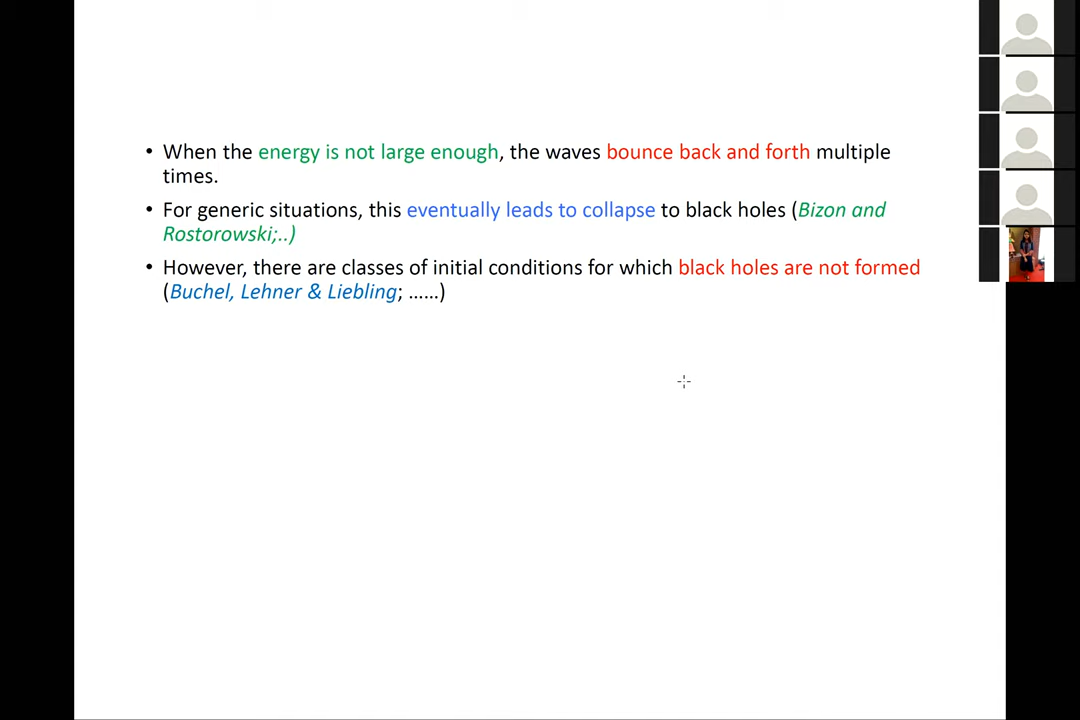 • When the energy is not large enough, the waves bounce back and forth multiple
times.
• For generic situations, this eventually leads to collapse to black holes (Bizon and
Rostorowski;..)
• However, there are classes of initial conditions for which black holes are not formed
(Buchel, Lehner & Liebling; ......)